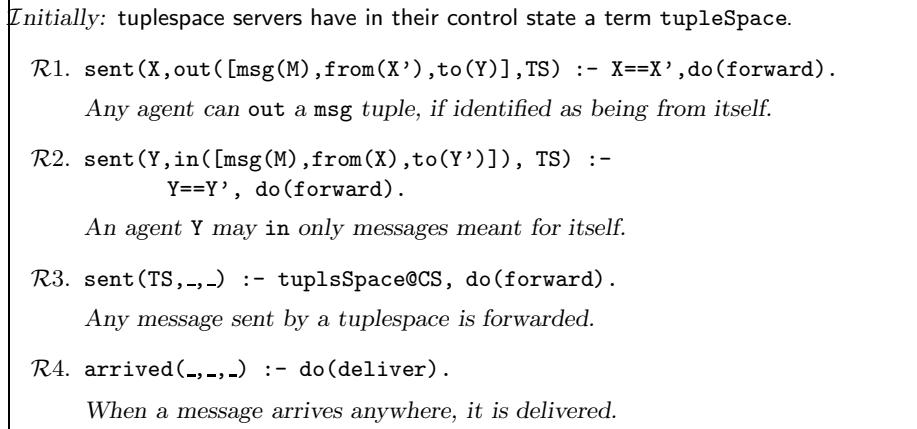 Initially: tuplespace servers have in their control state a term tupleSpace.
R1. sent(X,out([msg(M),from(X'),to(Y)],TS) :- X==X',do(forward).
Any agent can out a msg tuple, if identified as being from itself.
R2. sent(Y,in([msg(M),from(X),to(Y')]), TS) :-
Y==Y', do(forward).
An agent Y may in only messages meant for itself.
R3. sent(TS,_,_) :- tuplsSpace@CS, do(forward).
Any message sent by a tuplespace is forwarded.
R4. arrived(_,_,_) :- do(deliver).
When a message arrives anywhere, it is delivered.